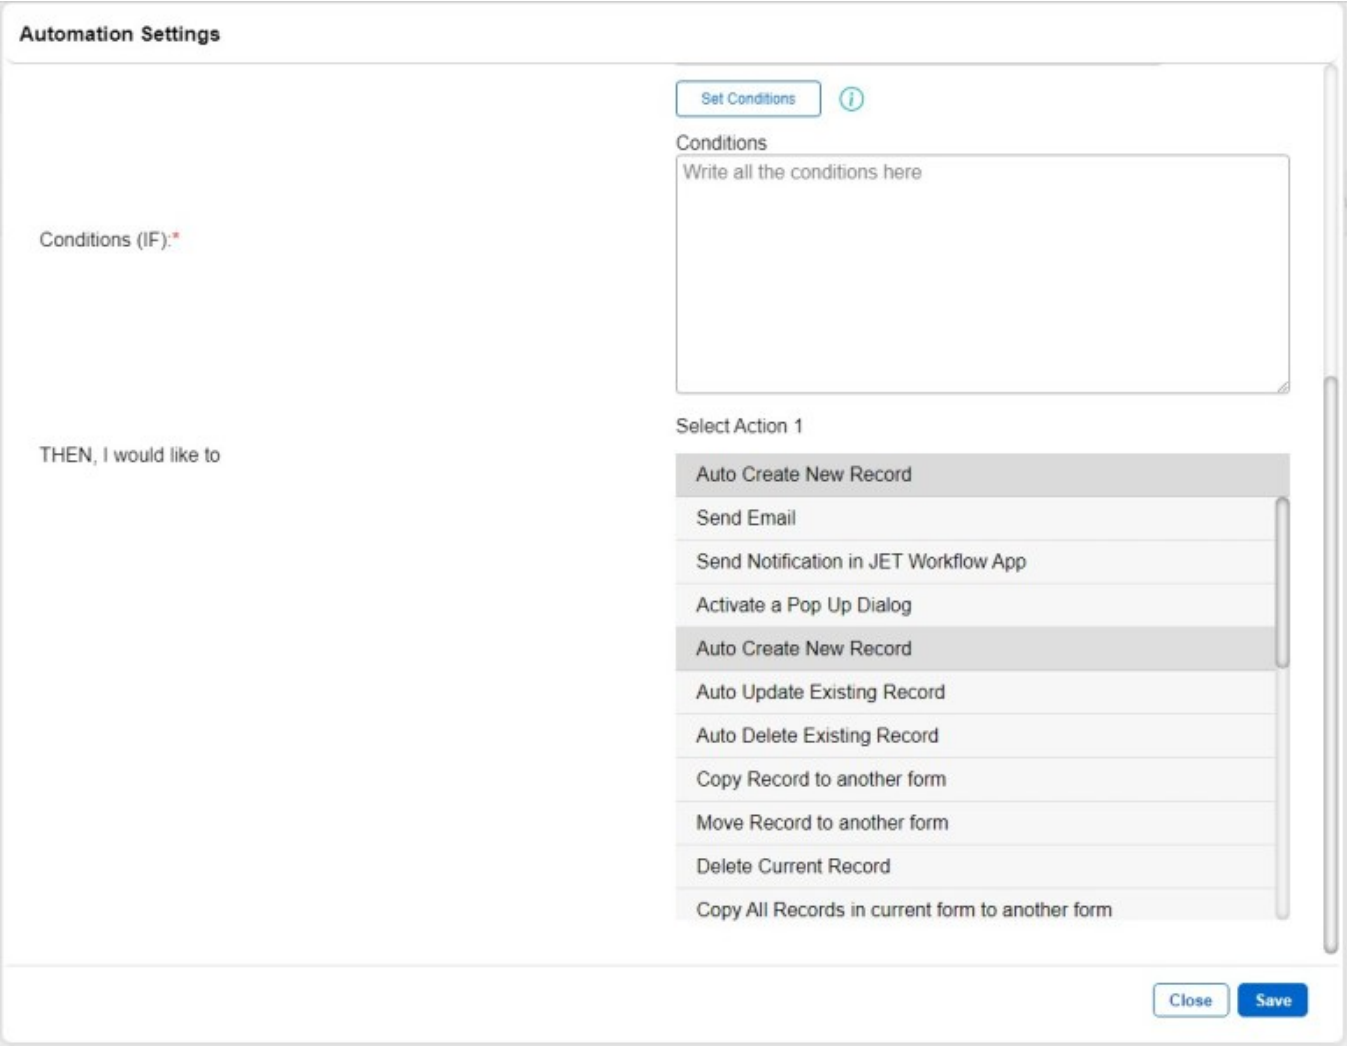 Automation Settings
Set Conditions
Conditions
Write all the conditions here
Conditions (IF):*
Select Action 1
THEN, I would like to
Auto Create New Record
Send Email
Send Notification in JET Workflow App
Activate a Pop Up Dialog
Auto Create New Record
Auto Update Existing Record
Auto Delete Existing Record
Copy Record to another form
Move Record to another form
Delete Current Record
Copy All Records in current form to another form
Close Save